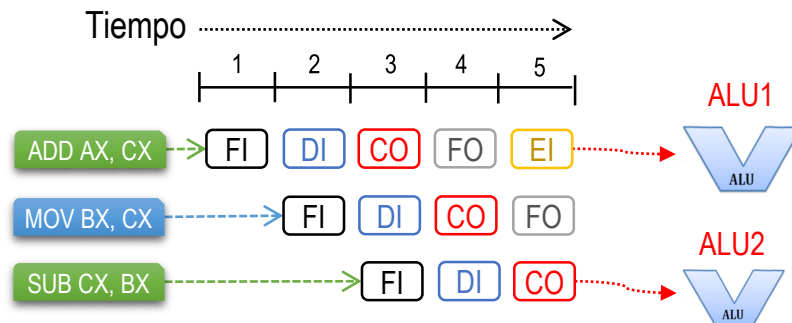 Tiempo
1 2 3 4 5
ALU1
ADD AX, CX FI DI CO FO EI
ALU
MOV BX, CX FI DI CO FO
ALU2
SUB CX, BX FI DI CO
ALU